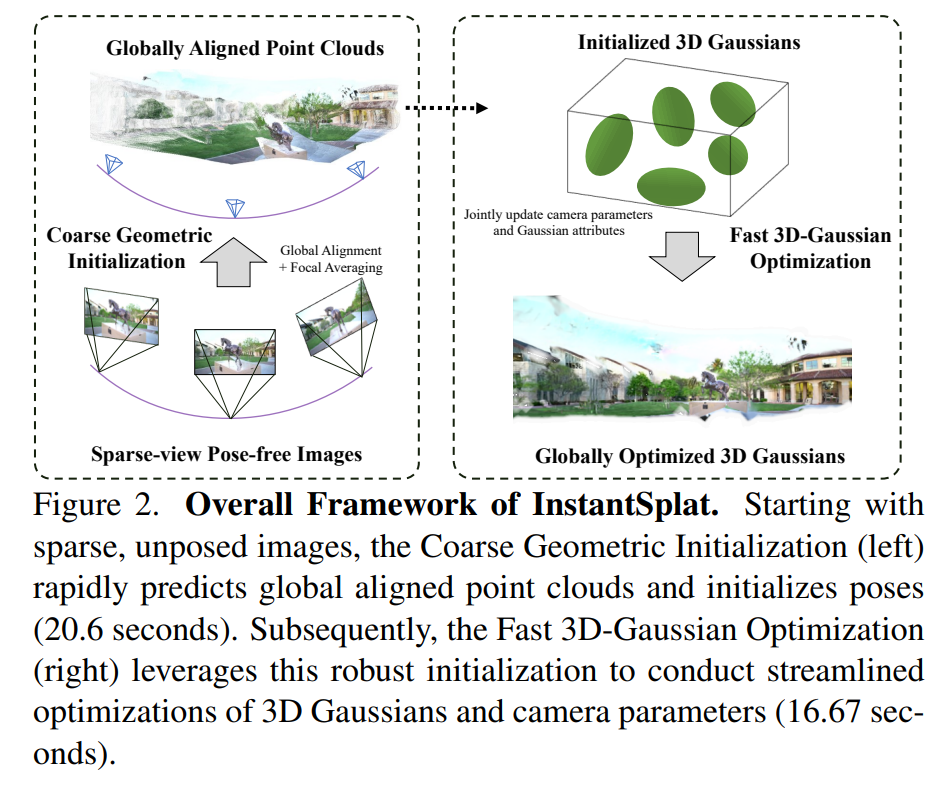 Globally Aligned Point Clouds
Coarse Geometric
Initialization
Global Alignment
+ Focal Averaging
Sparse-view Pose-free Images
Initialized 3D Gaussians
Jointly update camera parameters
and Gaussian attributes
Fast 3D-Gaussian
Optimization
Globally Optimized 3D Gaussians
Figure 2. Overall Framework of InstantSplat. Starting with
sparse, unposed images, the Coarse Geometric Initialization (left)
rapidly predicts global aligned point clouds and initializes poses
(20.6 seconds). Subsequently, the Fast 3D-Gaussian Optimization
(right) leverages this robust initialization to conduct streamlined
optimizations of 3D Gaussians and camera parameters (16.67 sec-
onds).